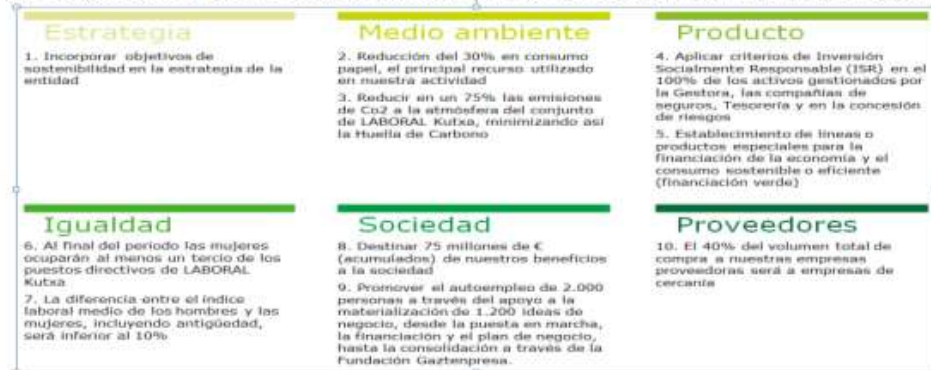 Estrategia
1. Incorporar objetivos de
sostenibilidad en la estrategia de la
entidad
Medio ambiente
2. Reducción del 30% en consumo
papel, el principal recurso utilizado
en nuestra actividad
3. Reducir en un 75% las emisiones
de Co2 a la atmósfera del conjunto
de LABORAL Kutxa, minimizando así
la Huella de Carbono
Producto
4. Aplicar criterios de Inversión
Socialmente Responsable (ISR) en el
100% de los activos gestionados por
la Gestora, las compañías de
seguros, Tesorería y en la concesión
de riesgos
5. Establecimiento de líneas o
productos especiales para la
financiación de la economía y el
consumo sostenible o eficiente
(financiación verde)
Igualdad
6. Al final del periodo las mujeres
ocuparán al menos un tercio de los
puestos directivos de LABORAL
Kutxa
7. La diferencia entre el índice
laboral medio de los hombres y las
mujeres, incluyendo antigüedad,
será inferior al 10%
Sociedad
8. Destinar 75 millones de €
(acumulados) de nuestros beneficios
a la sociedad
9. Promover el autoempleo de 2.000
personas a través del apoyo a la
materialización de 1.200 ideas de
negocio, desde la puesta en marcha,
la financiación y el plan de negocio,
hasta la consolidación a través de la
Fundación Gaztenpresa.
Proveedores
10. El 40% del volumen total de
compra a nuestras empresas
proveedoras será a empresas de
cercanía